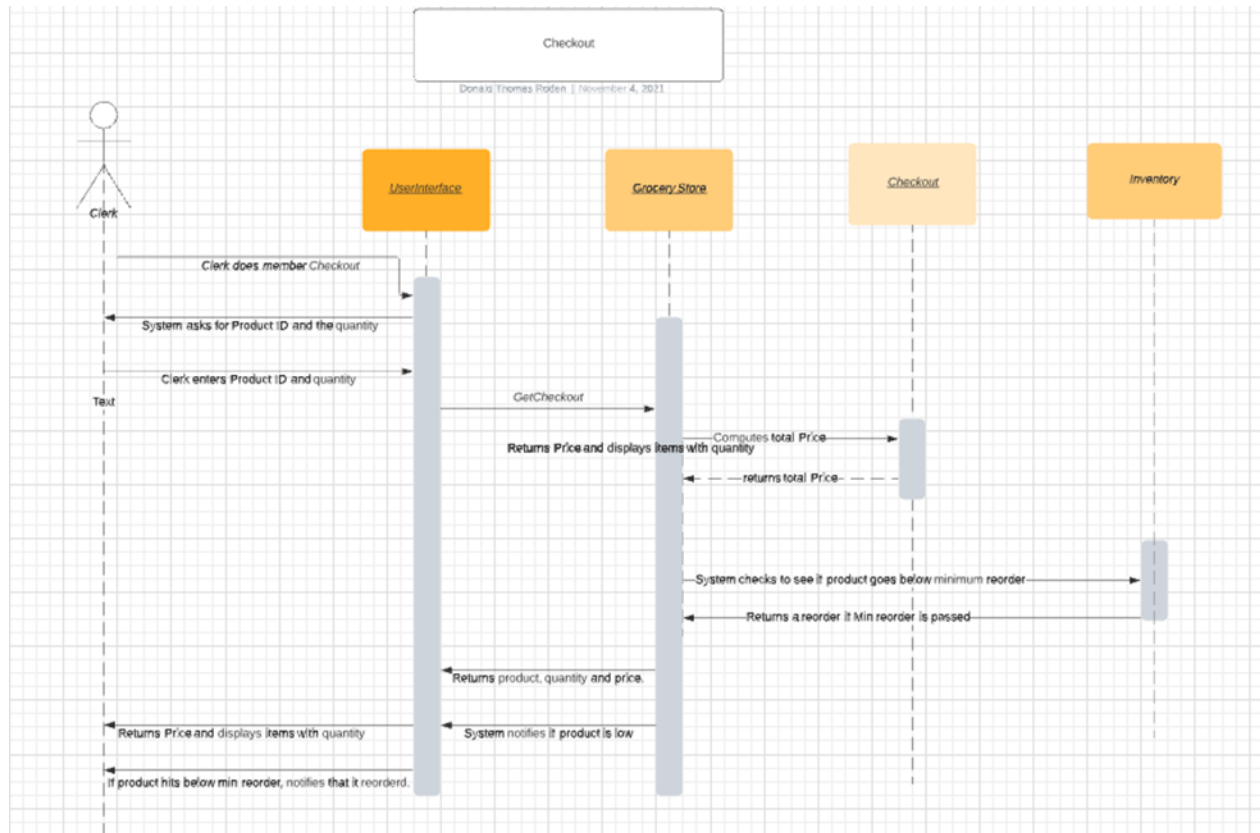 Checkout
Donald Thomas Roden | November 4, 2021
UserInterface
Grocery Store
Checkout
Inventory
Clerk
Clerk does member Checkout
System asks for Product ID and the quantity
Clerk enters Product ID and quantity
Text
GetCheckout
Computes total Price
Returns Price and displays items with quantity
returns total Price
System checks to see if product goes below minimum reorder
Returns a reorder if Min reorder is passed
Returns product, quantity and price.
Returns Price and displays items with quantity
System notifies if product is low
If product hits below min reorder, notifies that it reorderd.